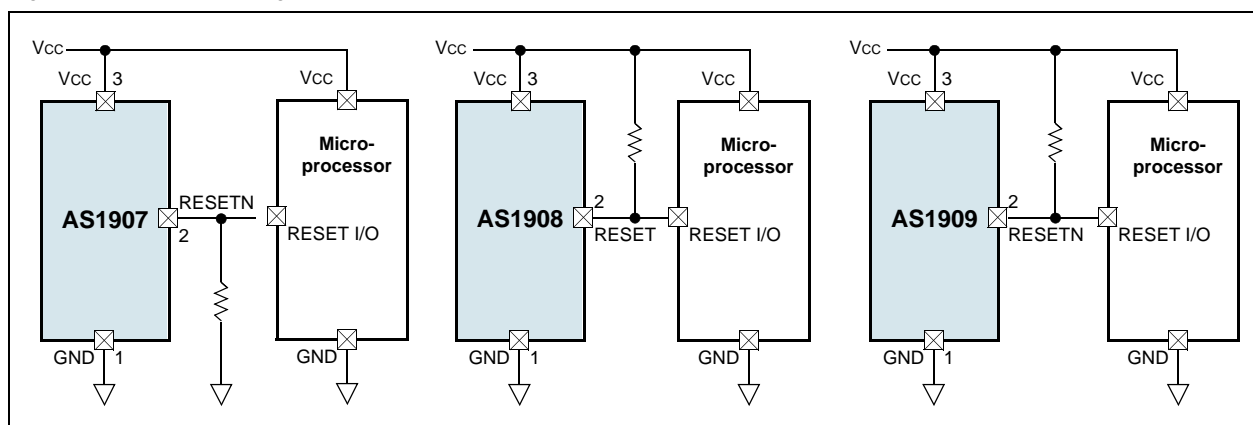 VCC
VCC 3
VCC
AS1907
RESETN
2
Micro-
processor
RESET I/O
GND 1
GND
VCC
VCC 3
VCC
AS1908
2
RESET
Micro-
processor
RESET I/O
GND 1
GND
VCC
VCC 3
VCC
AS1909
2
RESETN
Micro-
processor
RESET I/O
GND 1
GND